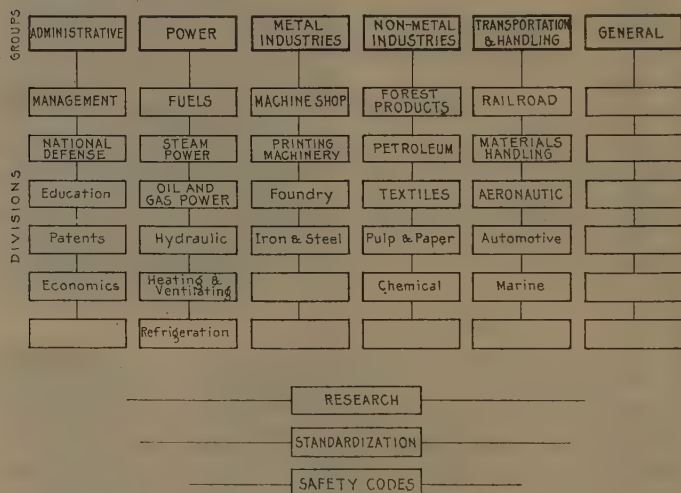 GROUPS
ADMINISTRATIVE
POWER
METAL
INDUSTRIES
NON-METAL
INDUSTRIES
TRANSPORTATION
& HANDLING
GENERAL
DIVISIONS
MANAGEMENT
FUELS
MACHINE SHOP
FOREST
PRODUCTS
RAILROAD
NATIONAL
DEFENSE
STEAM
POWER
PRINTING
MACHINERY
PETROLEUM
MATERIALS
HANDLING
Education
OIL AND
GAS POWER
Foundry
TEXTILES
AERONAUTIC
Patents
Hydraulic
Iron & Steel
Pulp & Paper
Automotive
Economics
Heating &
Ventilating
Chemical
Marine
Refrigeration
RESEARCH
STANDARDIZATION
SAFETY CODES